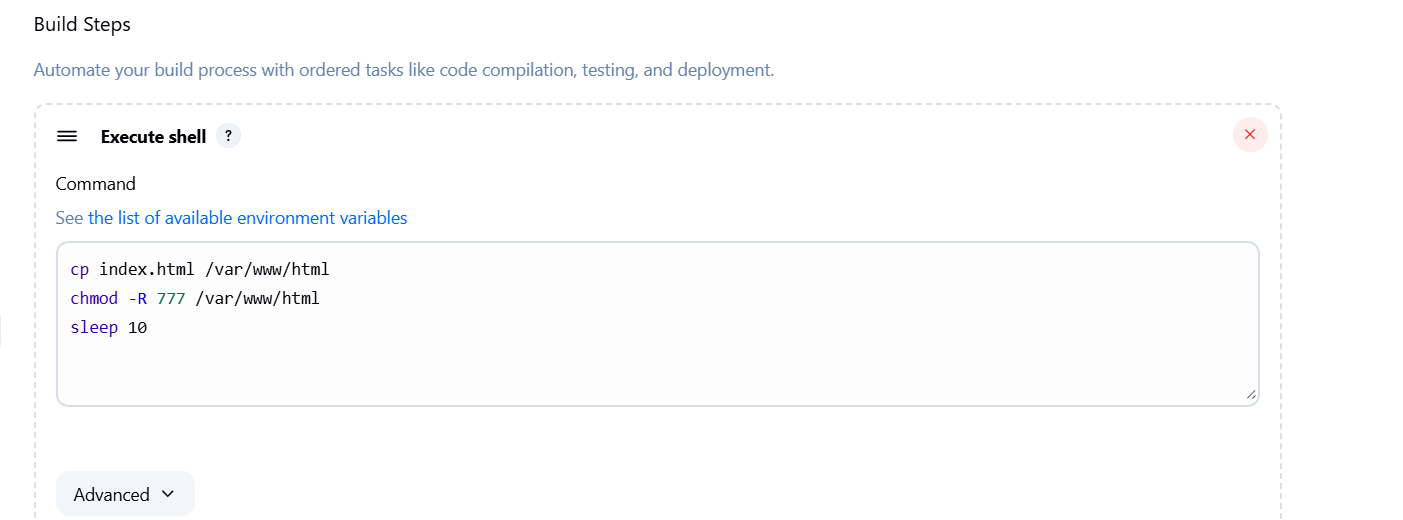 Build Steps
Automate your build process with ordered tasks like code compilation, testing, and deployment.
Execute shell ?
Command
See the list of available environment variables
cp index.html /var/www/html
chmod -R 777 /var/www/html
sleep 10
Advanced